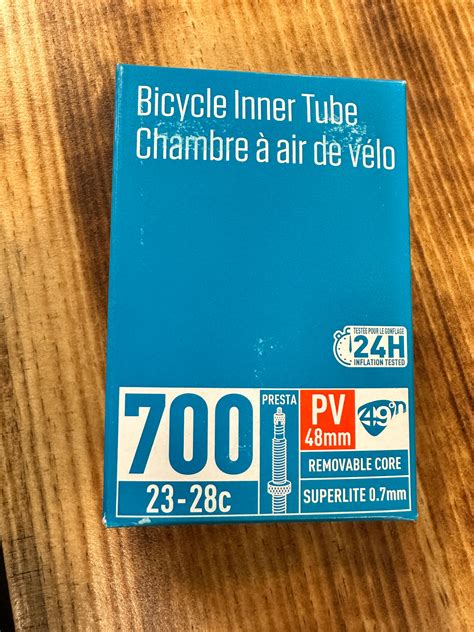 Bicycle Inner Tube
Chambre à air de vélo
TESTÉE POUR LE GONFLAGE
24H
INFLATION TESTED
700
23-28c
PRESTA
PV
48mm
49°n
REMOVABLE CORE
SUPERLITE 0.7mm